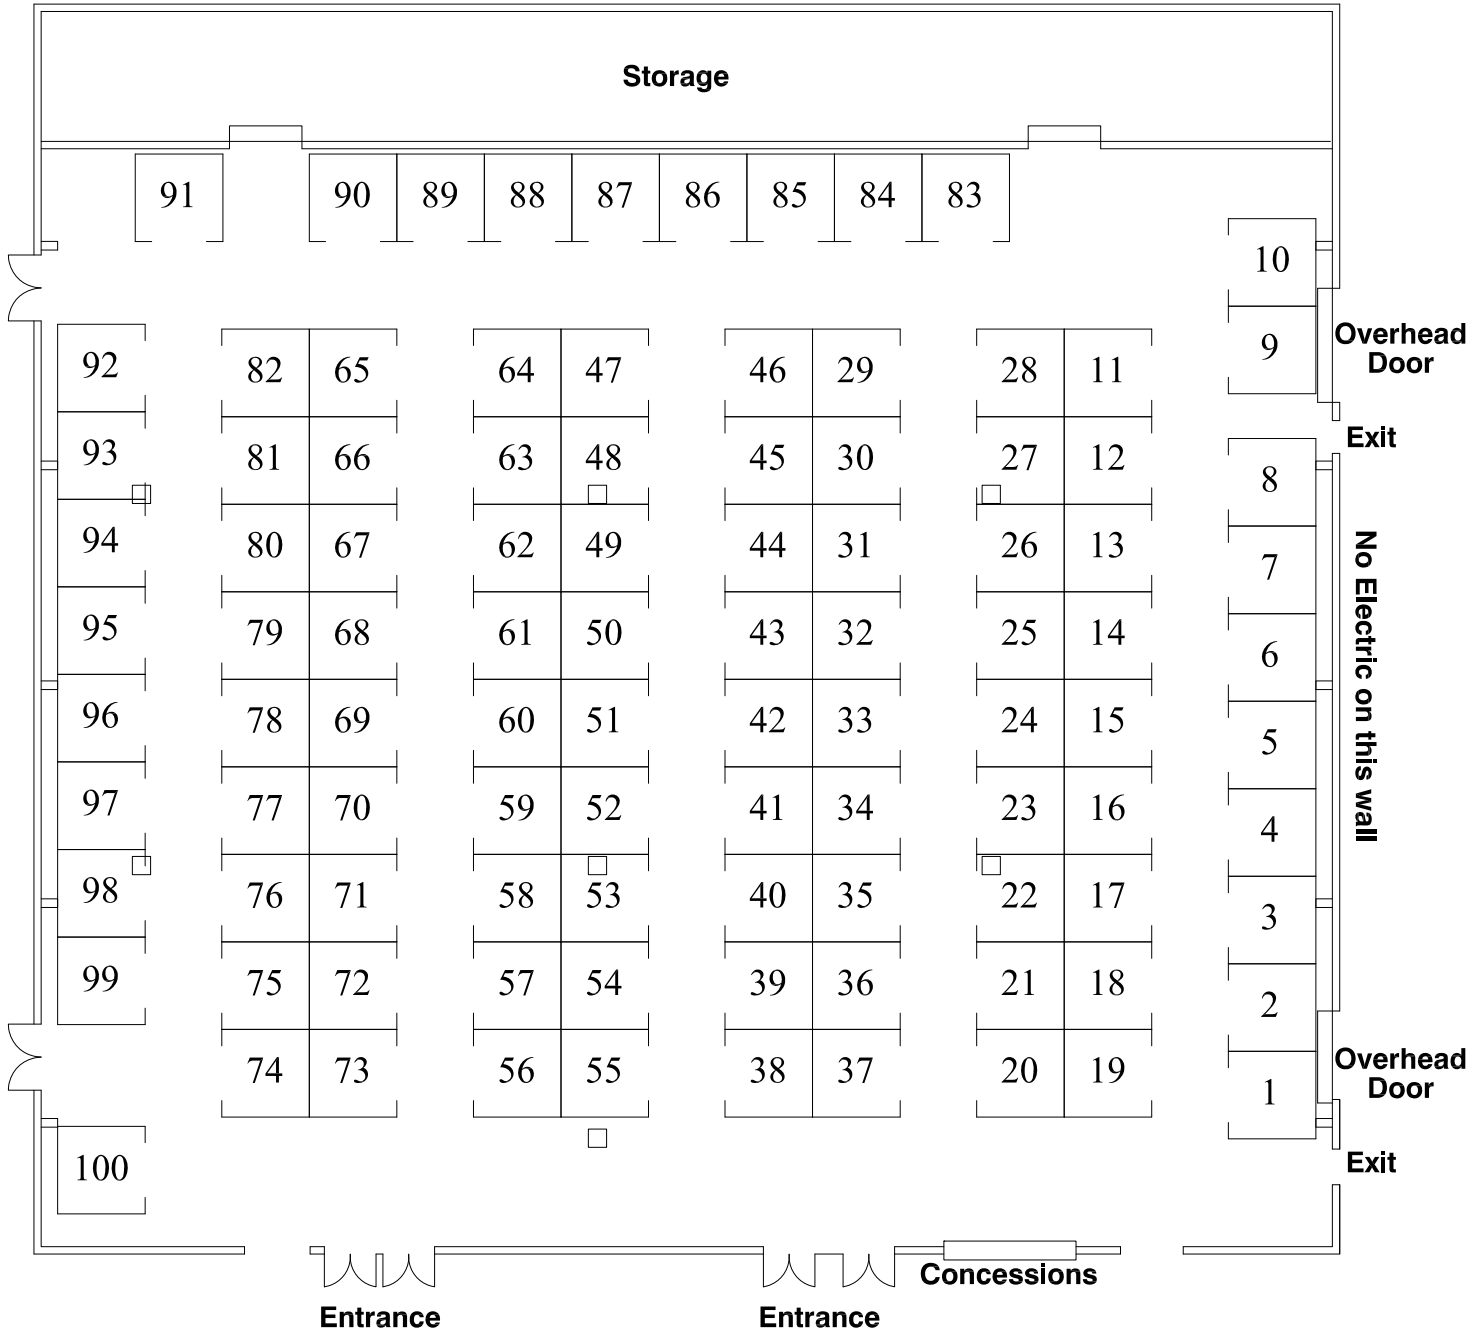 Storage
91 90 89 88 87 86 85 84 83
10
9
Overhead
Door
Exit
92 82 65 64 47 46 29 28 11
93 81 66 63 48 45 30 27 12
8
94 80 67 62 49 44 31 26 13
7
95 79 68 61 50 43 32 25 14
6
96 78 69 60 51 42 33 24 15
5
No Electric on this wall
97 77 70 59 52 41 34 23 16
4
98 76 71 58 53 40 35 22 17
3
99 75 72 57 54 39 36 21 18
2
74 73 56 55 38 37 20 19
1
Overhead
Door
100
Exit
Concessions
Entrance
Entrance